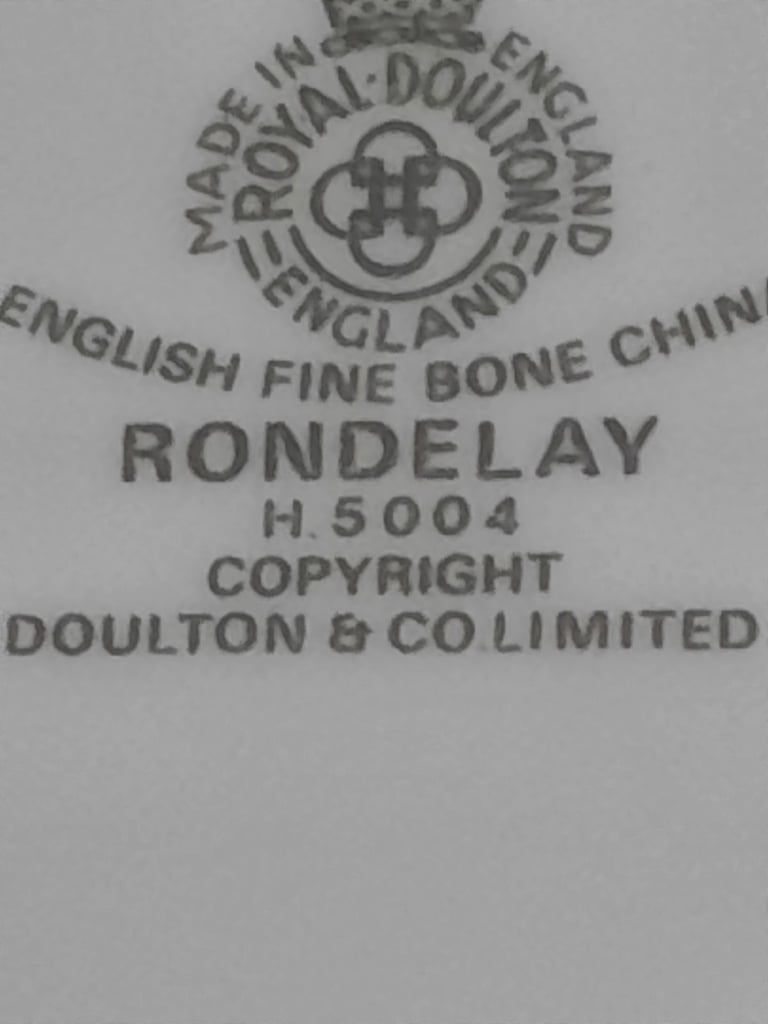 MADE IN ENGLAND
ROYAL·DOULTON
ENGLAND
ENGLISH FINE BONE CHINA
RONDELAY
H.5004
COPYRIGHT
DOULTON & CO.LIMITED